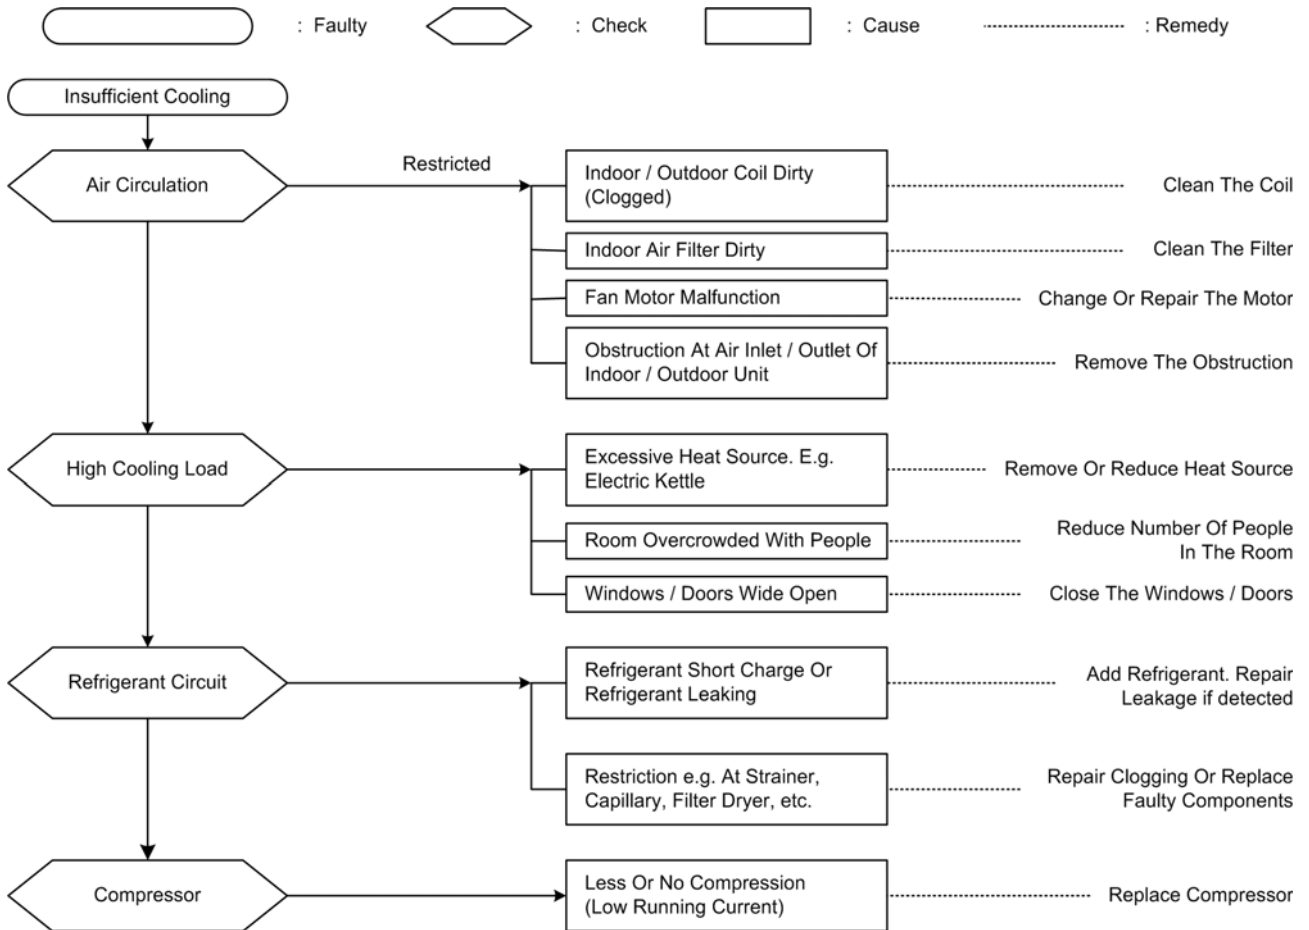 : Faulty
: Check
: Cause
: Remedy
Insufficient Cooling
Air Circulation
Restricted
Indoor / Outdoor Coil Dirty
(Clogged)
Clean The Coil
Indoor Air Filter Dirty
Clean The Filter
Fan Motor Malfunction
Change Or Repair The Motor
Obstruction At Air Inlet / Outlet Of
Indoor / Outdoor Unit
Remove The Obstruction
High Cooling Load
Excessive Heat Source. E.g.
Electric Kettle
Remove Or Reduce Heat Source
Room Overcrowded With People
Reduce Number Of People
In The Room
Windows / Doors Wide Open
Close The Windows / Doors
Refrigerant Circuit
Refrigerant Short Charge Or
Refrigerant Leaking
Add Refrigerant. Repair
Leakage if detected
Restriction e.g. At Strainer,
Capillary, Filter Dryer, etc.
Repair Clogging Or Replace
Faulty Components
Compressor
Less Or No Compression
(Low Running Current)
Replace Compressor